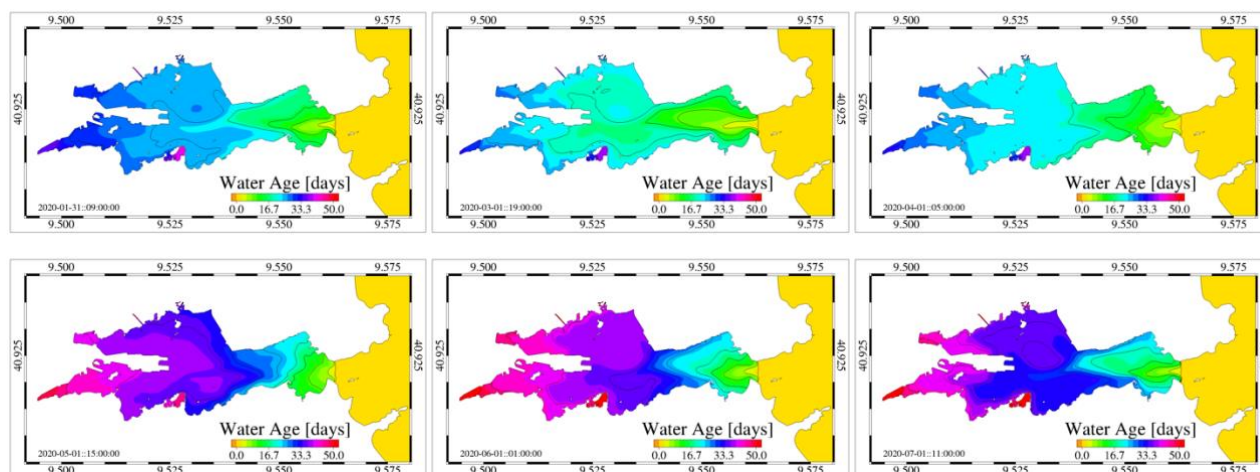 9.500 9.525 9.550 9.575 9.500 9.525 9.550 9.575 9.500 9.525 9.550 9.575
40.925 40.925 40.925 40.925 40.925 40.925
Water Age [days] Water Age [days] Water Age [days]
0.0 16.7 33.3 50.0 0.0 16.7 33.3 50.0 0.0 16.7 33.3 50.0
2020-01-31::09:00:00 2020-03-01::19:00:00 2020-04-01::05:00:00
9.500 9.525 9.550 9.575 9.500 9.525 9.550 9.575 9.500 9.525 9.550 9.575
9.500 9.525 9.550 9.575 9.500 9.525 9.550 9.575 9.500 9.525 9.550 9.575
40.925 40.925 40.925 40.925 40.925 40.925
Water Age [days] Water Age [days] Water Age [days]
0.0 16.7 33.3 50.0 0.0 16.7 33.3 50.0 0.0 16.7 33.3 50.0
2020-05-01::15:00:00 2020-06-01::01:00:00 2020-07-01::11:00:00
9.500 9.525 9.550 9.575 9.500 9.525 9.550 9.575 9.500 9.525 9.550 9.575